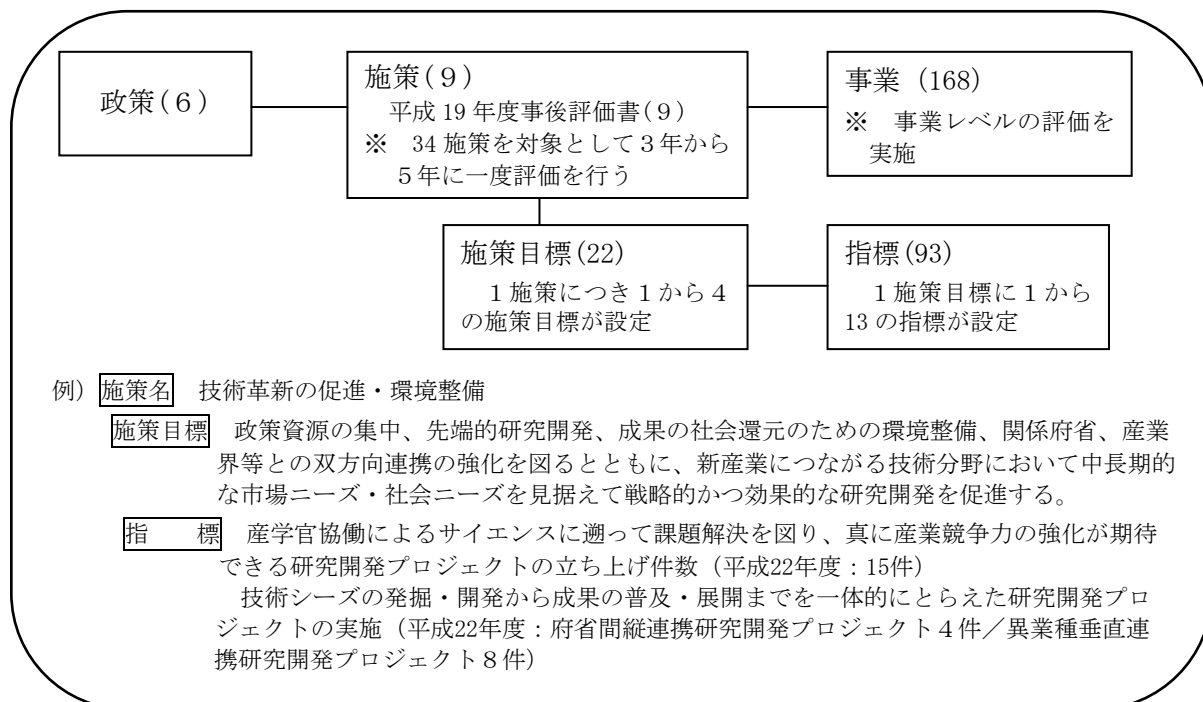 政策(６)
施策(９)
平成 19 年度事後評価書(９)
※　34 施策を対象として３年から
５年に一度評価を行う
事業 (168)
※　事業レベルの評価を
実施
施策目標(22)
１施策につき１から４
の施策目標が設定
指標(93)
１施策目標に１から
13 の指標が設定
例) 施策名　技術革新の促進・環境整備
施策目標　政策資源の集中、先端的研究開発、成果の社会還元のための環境整備、関係府省、産業
界等との双方向連携の強化を図るとともに、新産業につながる技術分野において中長期的
な市場ニーズ・社会ニーズを見据えて戦略的かつ効果的な研究開発を促進する。
指　　標　産学官協働によるサイエンスに遡って課題解決を図り、真に産業競争力の強化が期待
できる研究開発プロジェクトの立ち上げ件数（平成22年度：15件）
技術シーズの発掘・開発から成果の普及・展開までを一体的にとらえた研究開発プロ
ジェクトの実施（平成22年度：府省間縦連携研究開発プロジェクト４件／異業種垂直連
携研究開発プロジェクト８件）